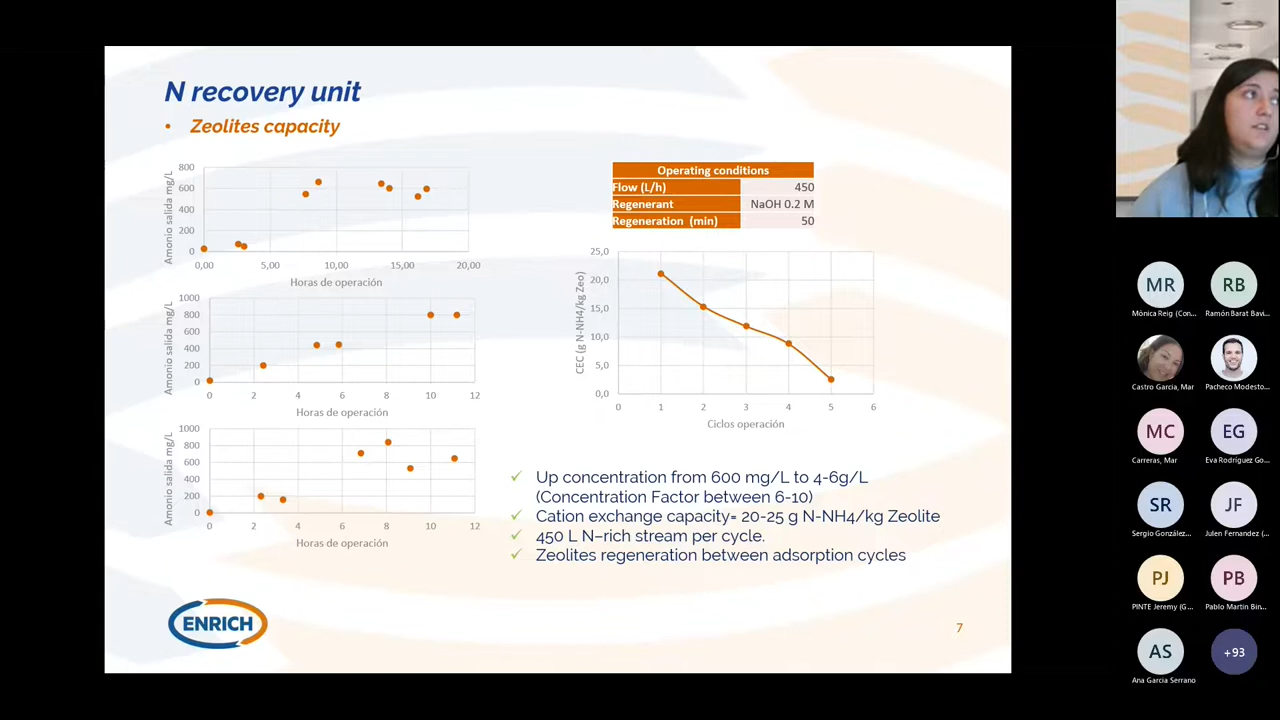 N recovery unit
• Zeolites capacity
Amonio salida mg/L
800
600
400
200
0
0,00 5,00 10,00 15,00 20,00
Horas de operación
Amonio salida mg/L
1000
800
600
400
200
0
0 2 4 6 8 10 12
Horas de operación
Amonio salida mg/L
1000
800
600
400
200
0
0 2 4 6 8 10 12
Horas de operación
Operating conditions
Flow (L/h) 450
Regenerant NaOH 0.2 M
Regeneration (min) 50
CEC (g N-NH4/kg Zeo)
25,0
20,0
15,0
10,0
5,0
0,0
0 1 2 3 4 5 6
Ciclos operación
✓ Up concentration from 600 mg/L to 4-6g/L
(Concentration Factor between 6-10)
✓ Cation exchange capacity= 20-25 g N-NH4/kg Zeolite
✓ 450 L N–rich stream per cycle.
✓ Zeolites regeneration between adsorption cycles
ENRICH
7
MR RB
Mónica Reig (Con... Ramón Barat Bavi...
Castro Garcia, Mar Pacheco Modesto...
MC EG
Carreras, Mar Eva Rodríguez Go...
SR JF
Sergio González... Julen Fernandez (...
PJ PB
PINTE Jeremy (G... Pablo Martin Bin...
AS +93
Ana Garcia Serrano